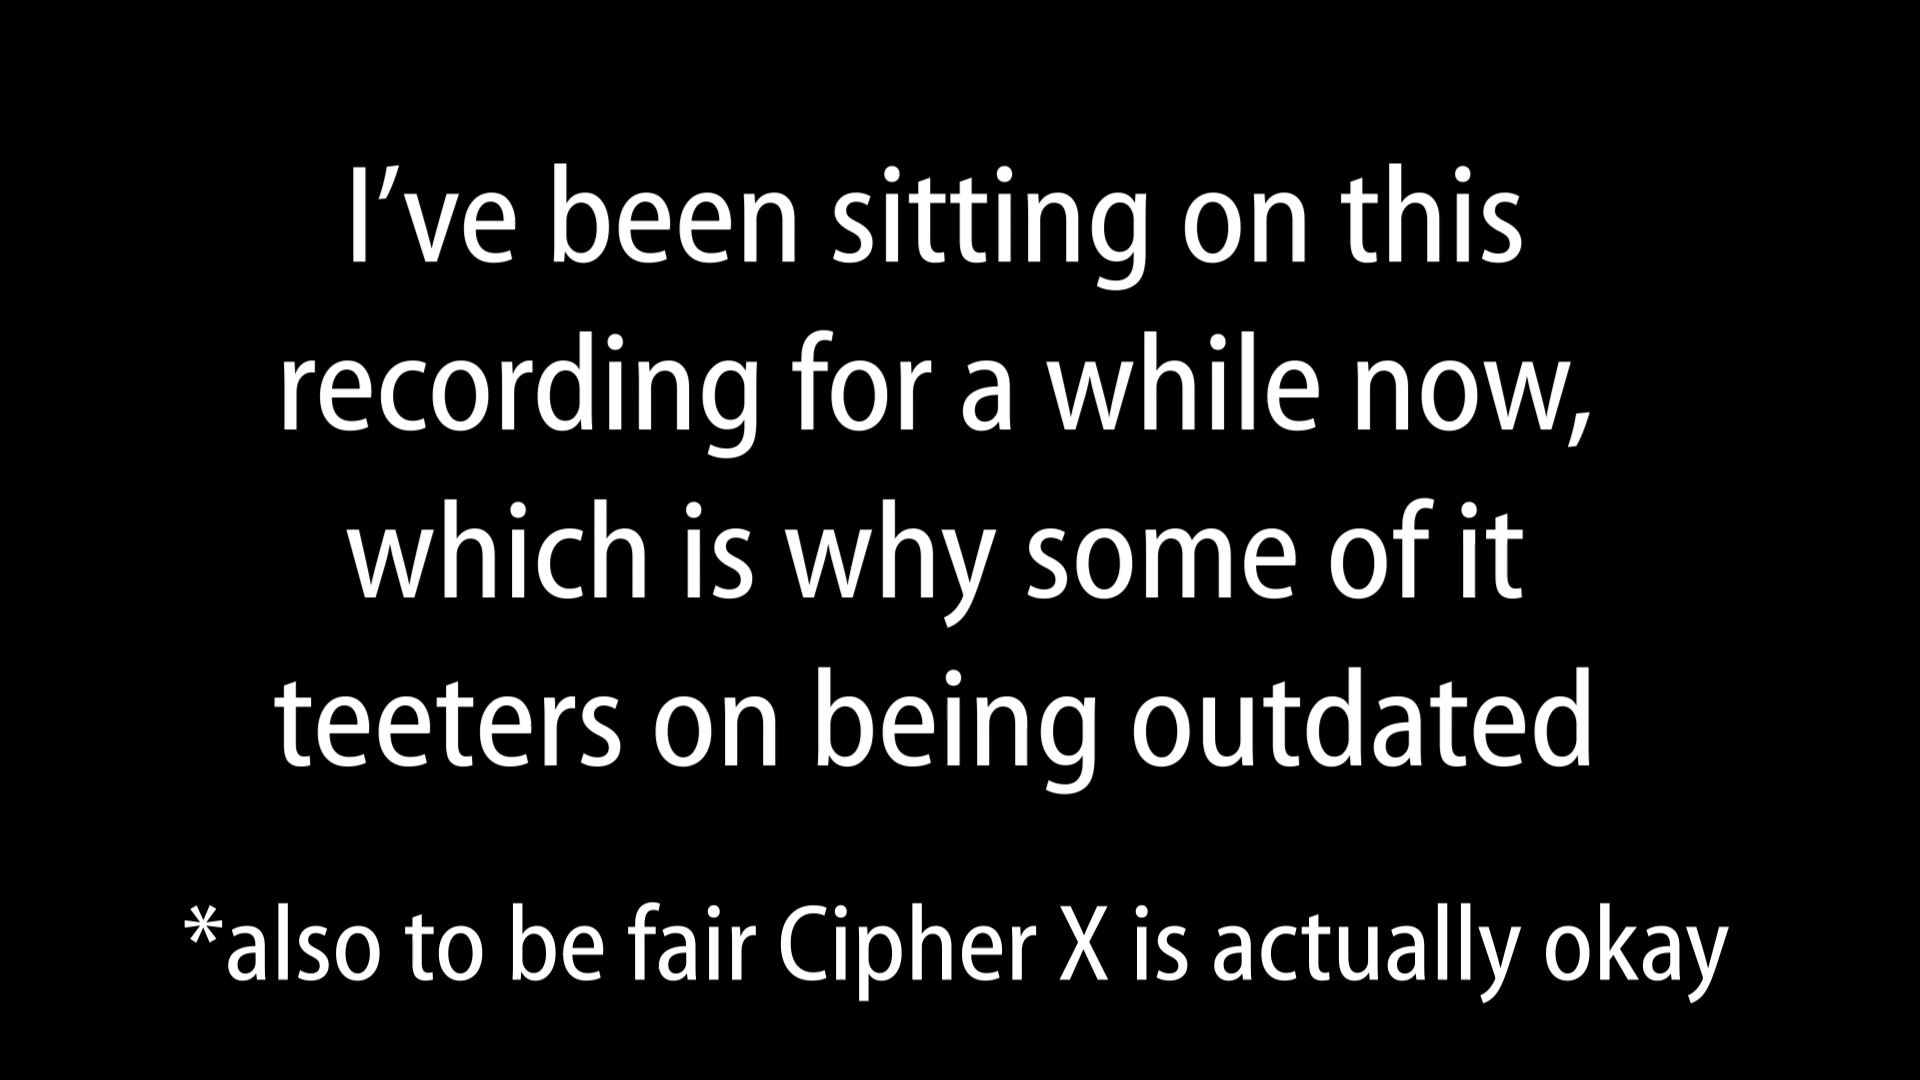 I’ve been sitting on this
recording for a while now,
which is why some of it
teeters on being outdated
*also to be fair Cipher X is actually okay